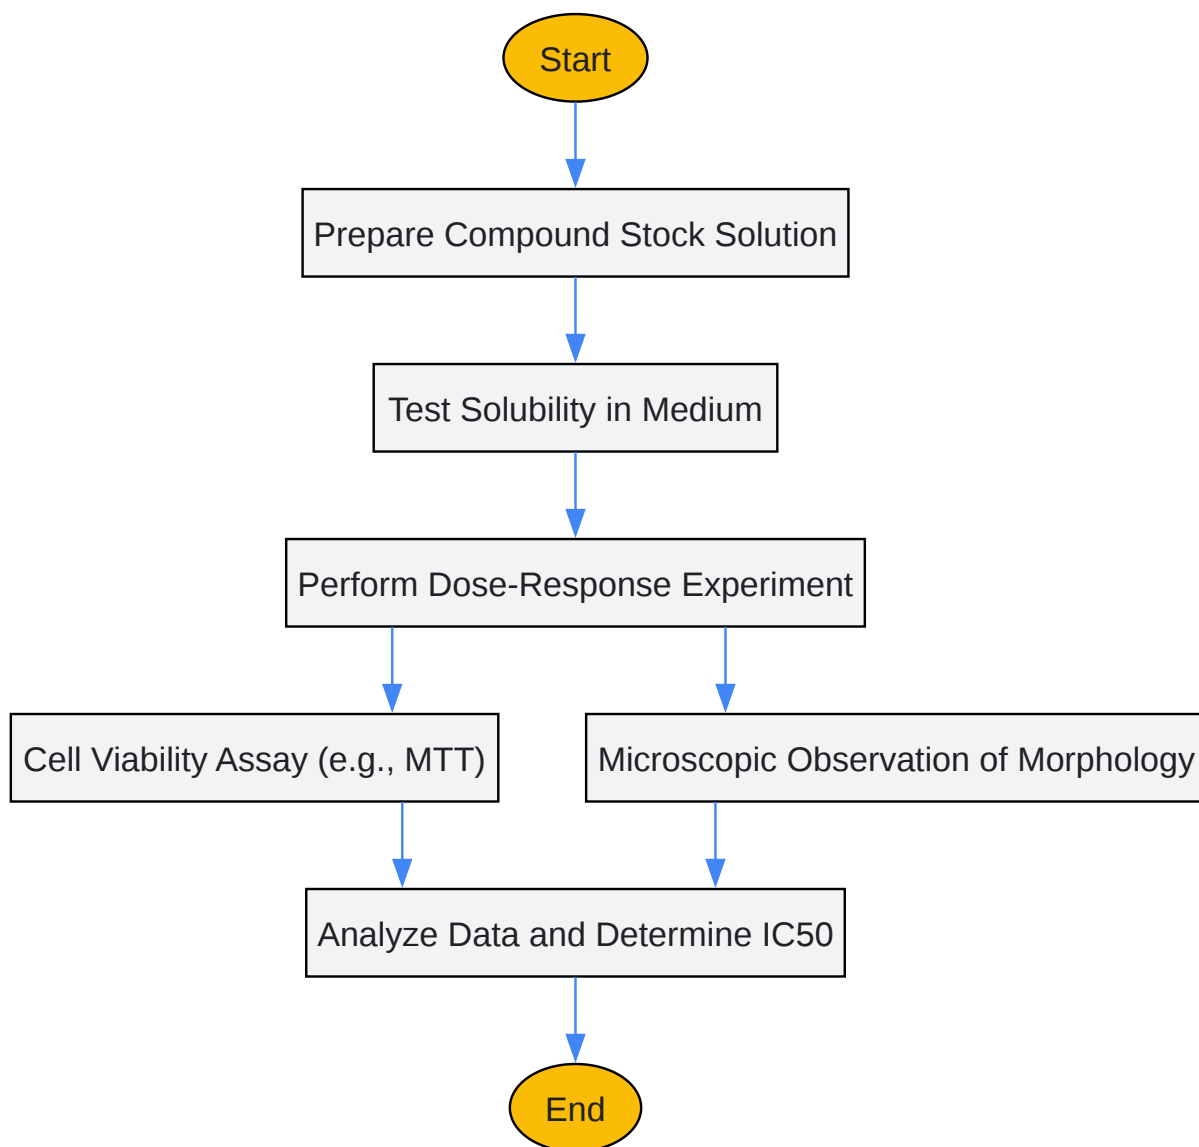 Start
Prepare Compound Stock Solution
Test Solubility in Medium
Perform Dose-Response Experiment
Cell Viability Assay (e.g., MTT)
Microscopic Observation of Morphology
Analyze Data and Determine IC50
End